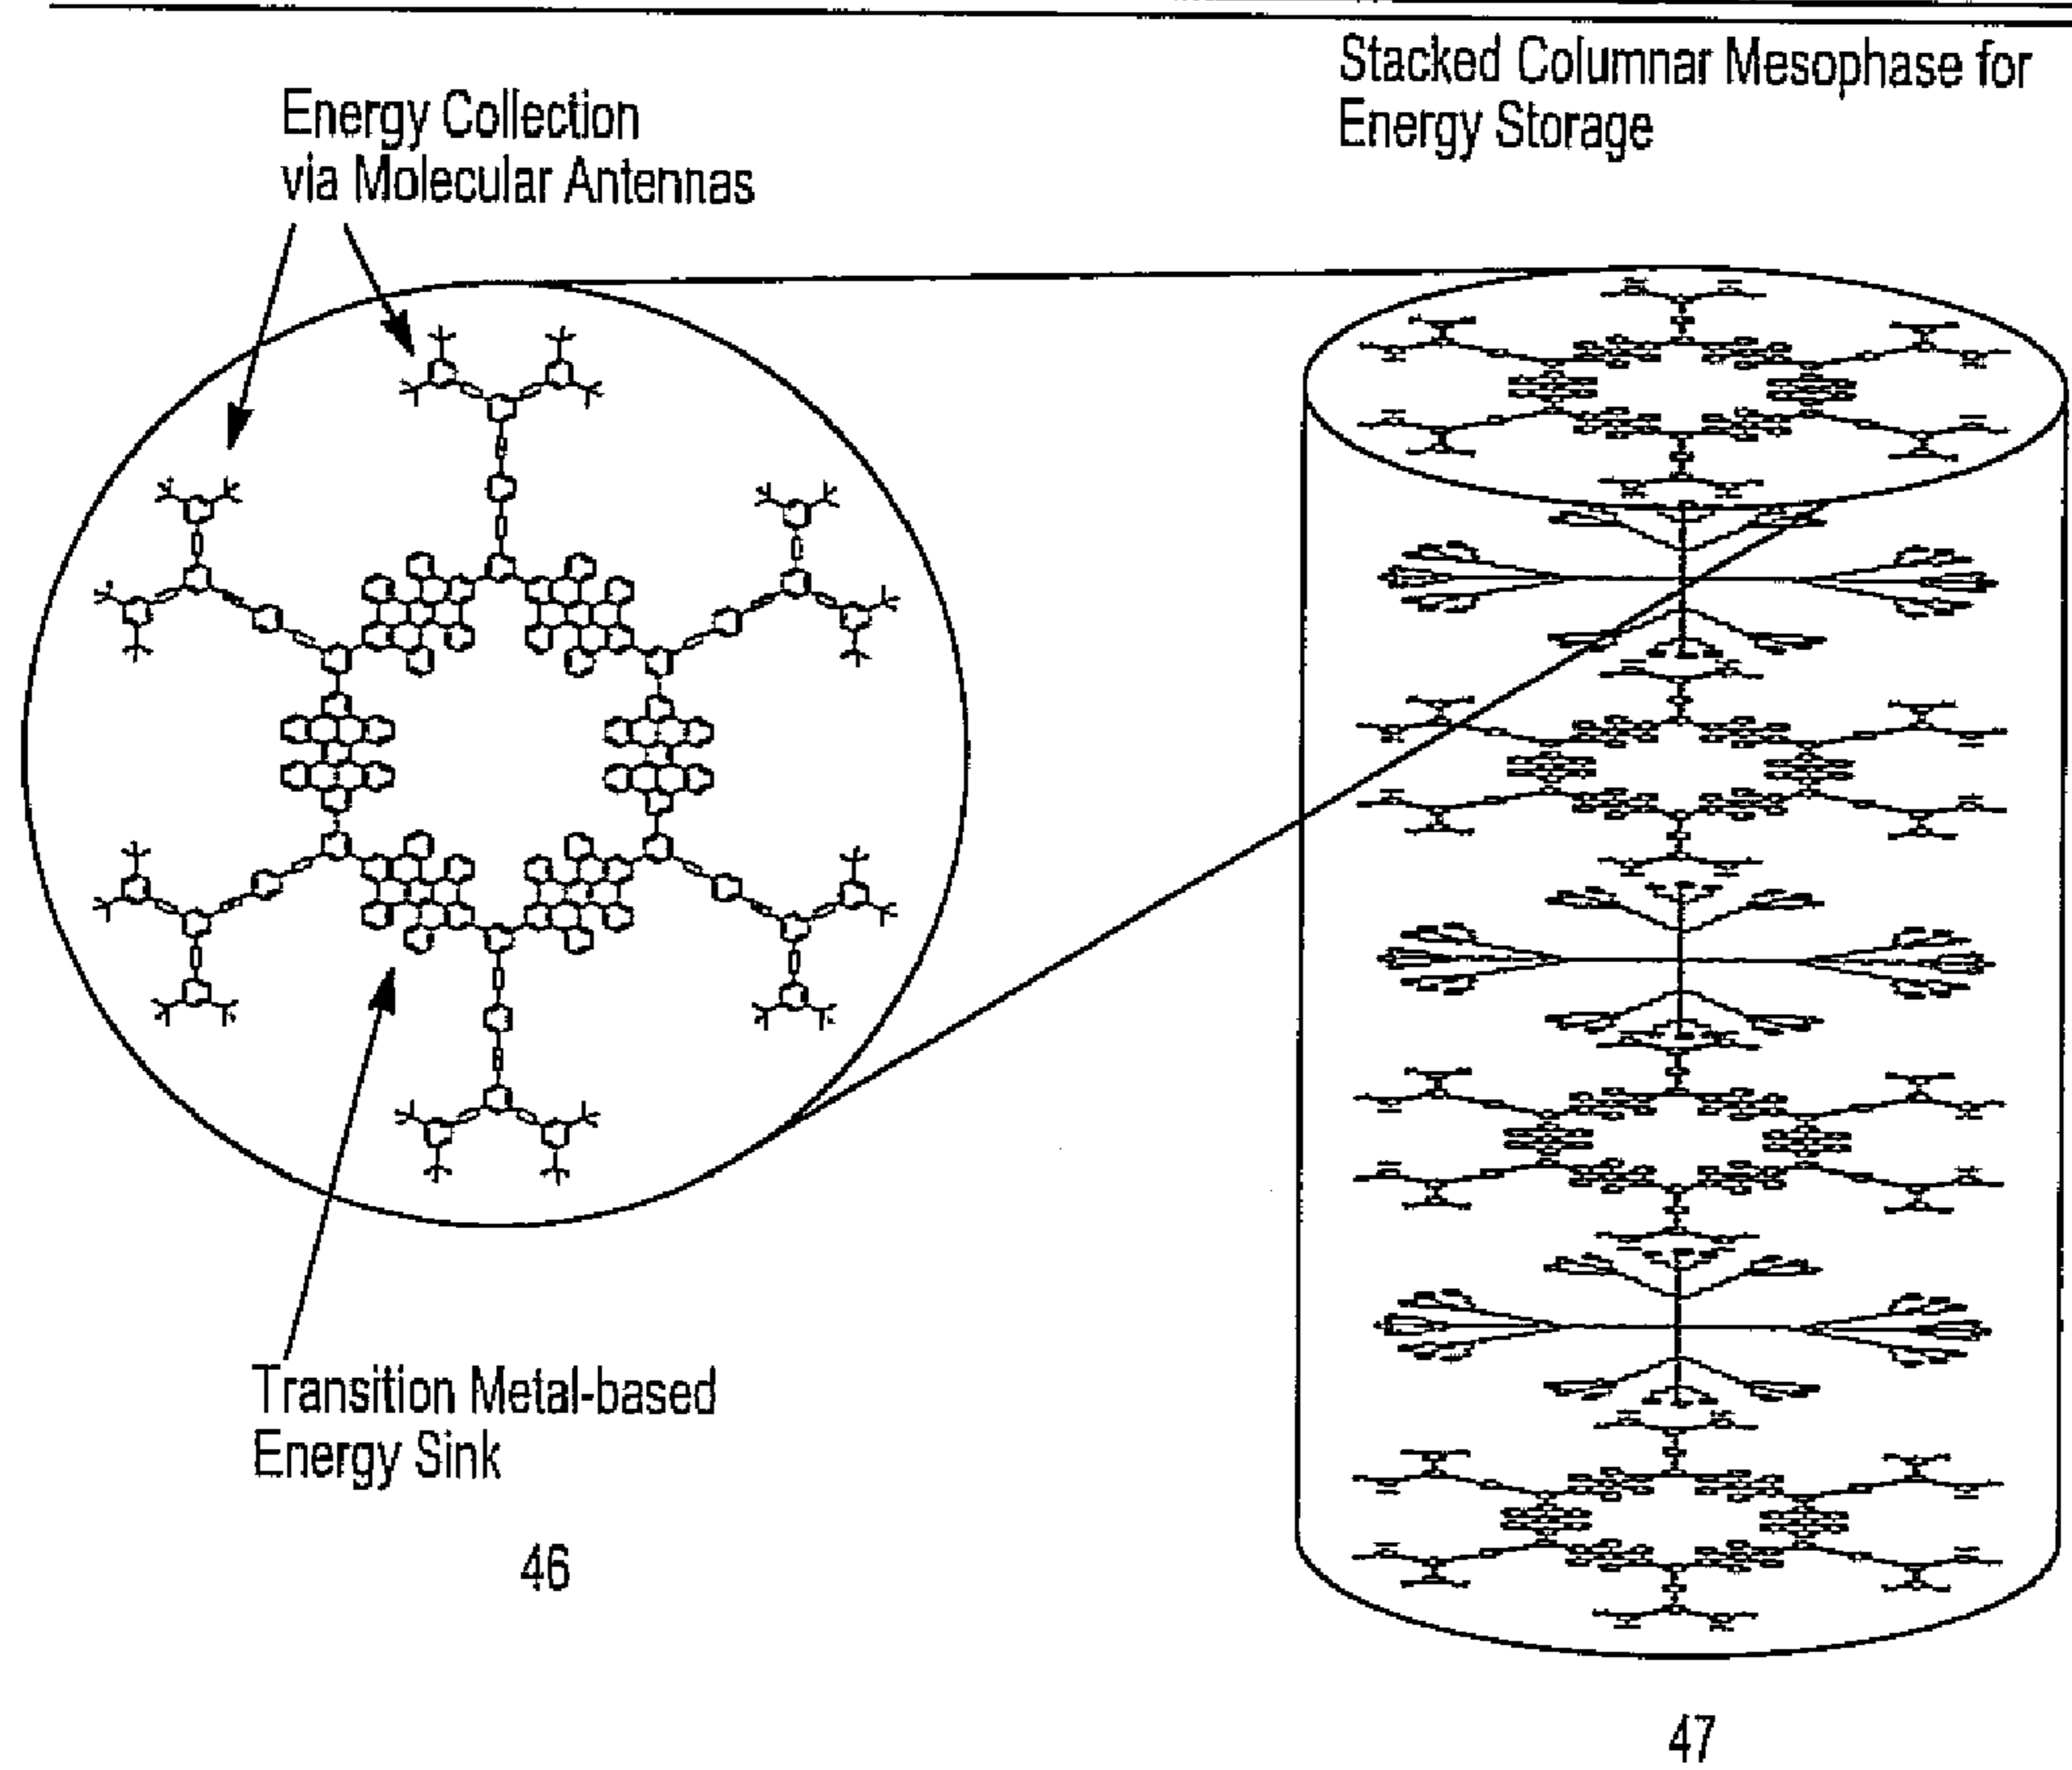 Stacked Columnar Mesophase for
Energy Storage
Energy Collection
via Molecular Antennas
Transition Metal-based
Energy Sink
46
47